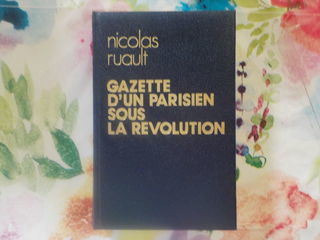 nicolas
ruault
GAZETTE
D'UN PARISIEN
SOUS
LA REVOLUTION